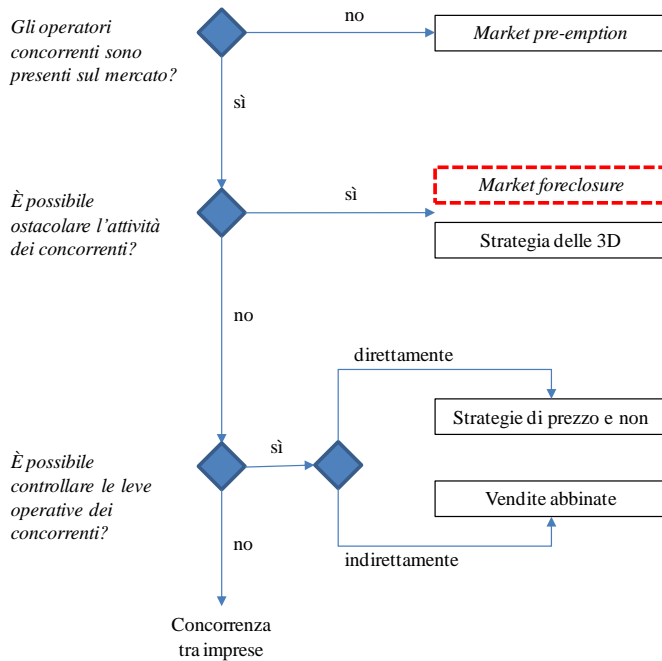 Gli operatori
concorrenti sono
presenti sul mercato?
no
Market pre-emption
sì
È possibile
ostacolare l'attività
dei concorrenti?
sì
Market foreclosure
Strategia delle 3D
no
direttamente
Strategie di prezzo e non
È possibile
controllare le leve
operative dei
concorrenti?
sì
Vendite abbinate
no
indirettamente
Concorrenza
tra imprese